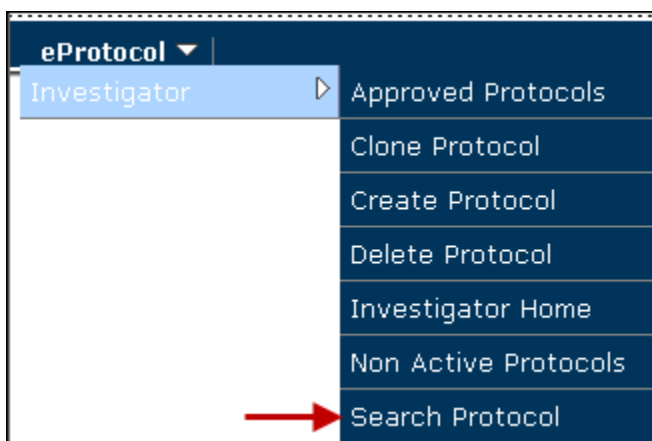 eProtocol
Investigator
Approved Protocols
Clone Protocol
Create Protocol
Delete Protocol
Investigator Home
Non Active Protocols
Search Protocol